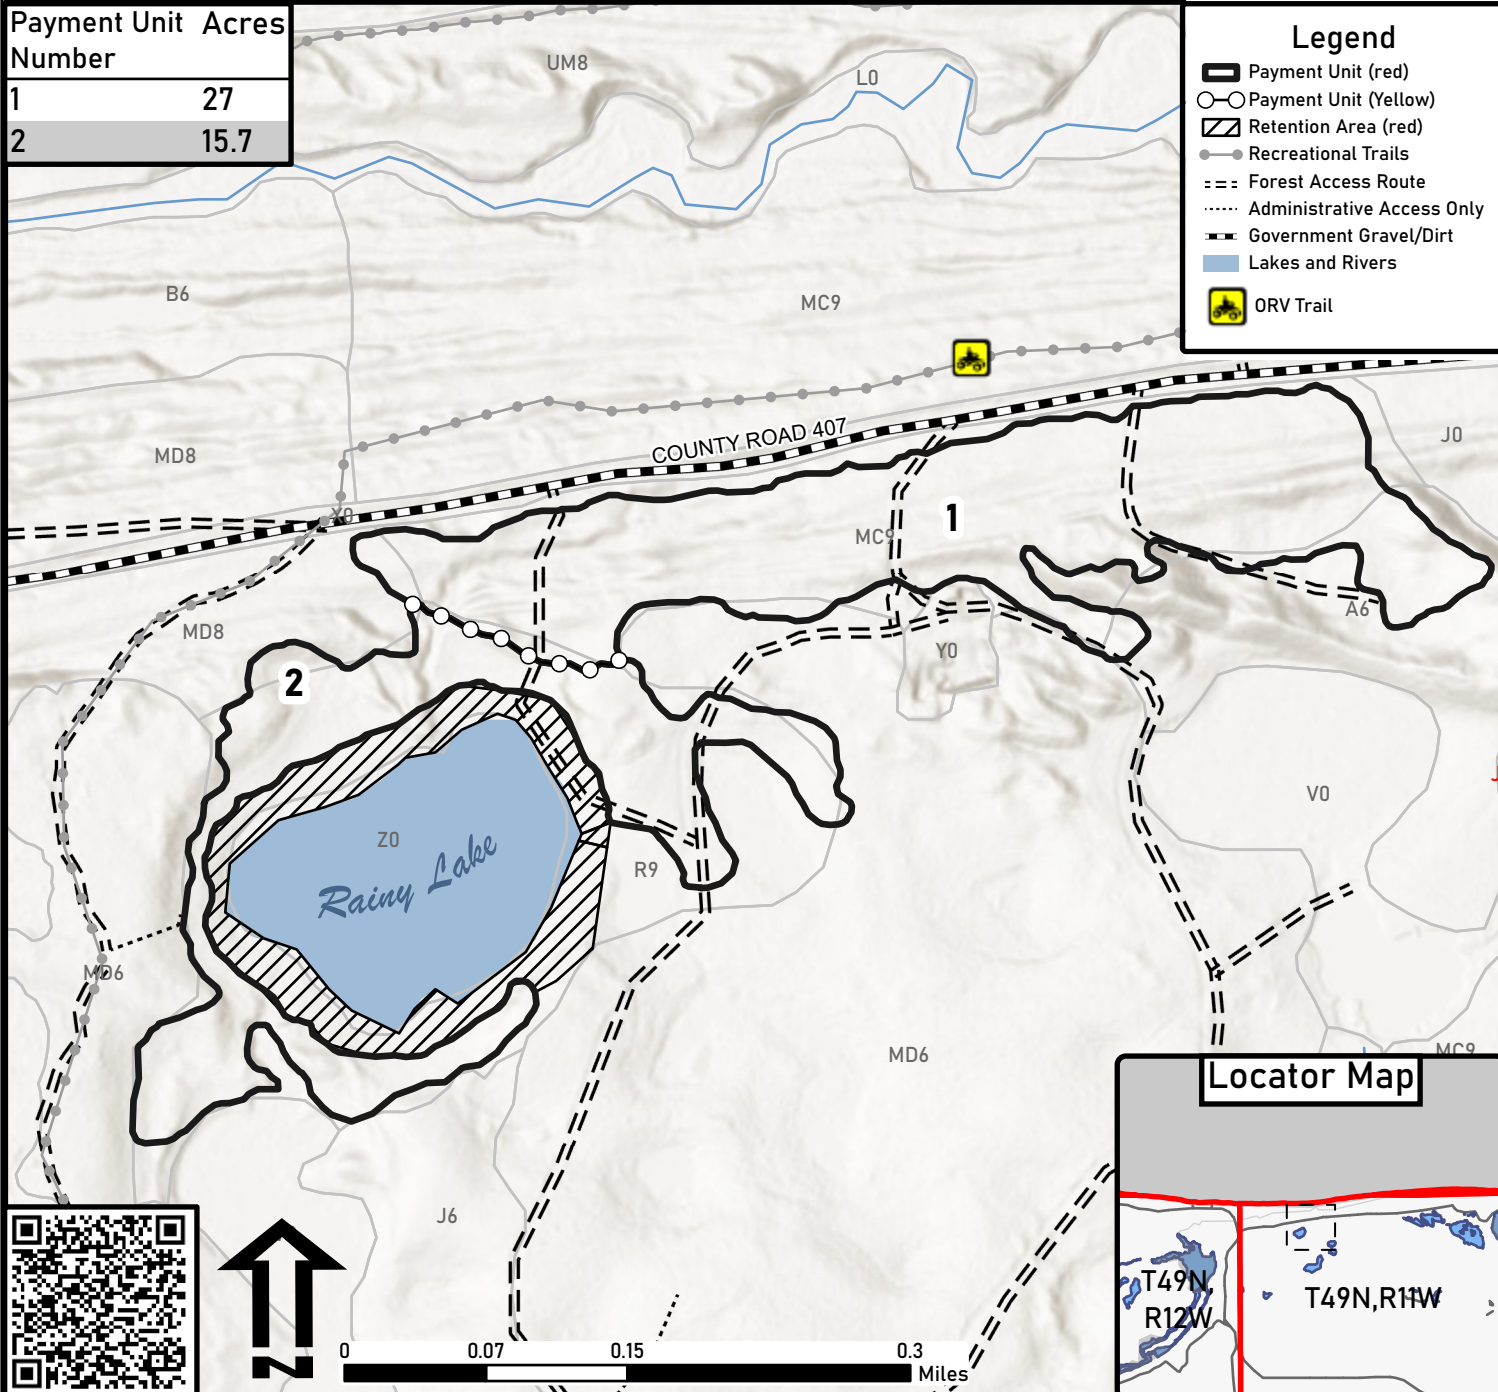 Payment Unit Acres
Number
1 27
2 15.7
Legend
Payment Unit (red)
Payment Unit (Yellow)
Retention Area (red)
Recreational Trails
Forest Access Route
Administrative Access Only
Government Gravel/Dirt
Lakes and Rivers
ORV Trail
UM8
L0
B6
MC9
MD8
COUNTY ROAD 407
J0
X0
1
MC9
A6
MD8
Y0
2
V0
Z0
Rainy Lake
R9
MD6
MD6
MC9
J6
Locator Map
T49N,
R12W
T49N,R11W
N
0 0.07 0.15 0.3
Miles